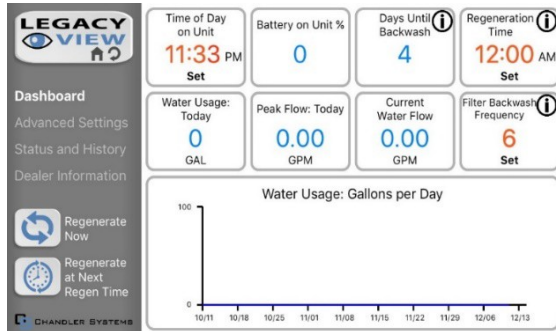 LEGACY
VIEW
Dashboard
Advanced Settings
Status and History
Dealer Information
Regenerate
Now
Regenerate
at Next
Regen Time
CHANDLER SYSTEMS
Time of Day
on Unit
11:33 PM
Set
Battery on Unit %
0
Days Until
Backwash
i
4
Regeneration
Time
i
12:00 AM
Set
Water Usage:
Today
0
GAL
Peak Flow: Today
0.00
GPM
Current
Water Flow
0.00
GPM
Filter Backwash
Frequency
i
6
Set
Water Usage: Gallons per Day
100
0
10/11 10/18 10/25 11/01 11/08 11/15 11/22 11/29 12/06 12/13